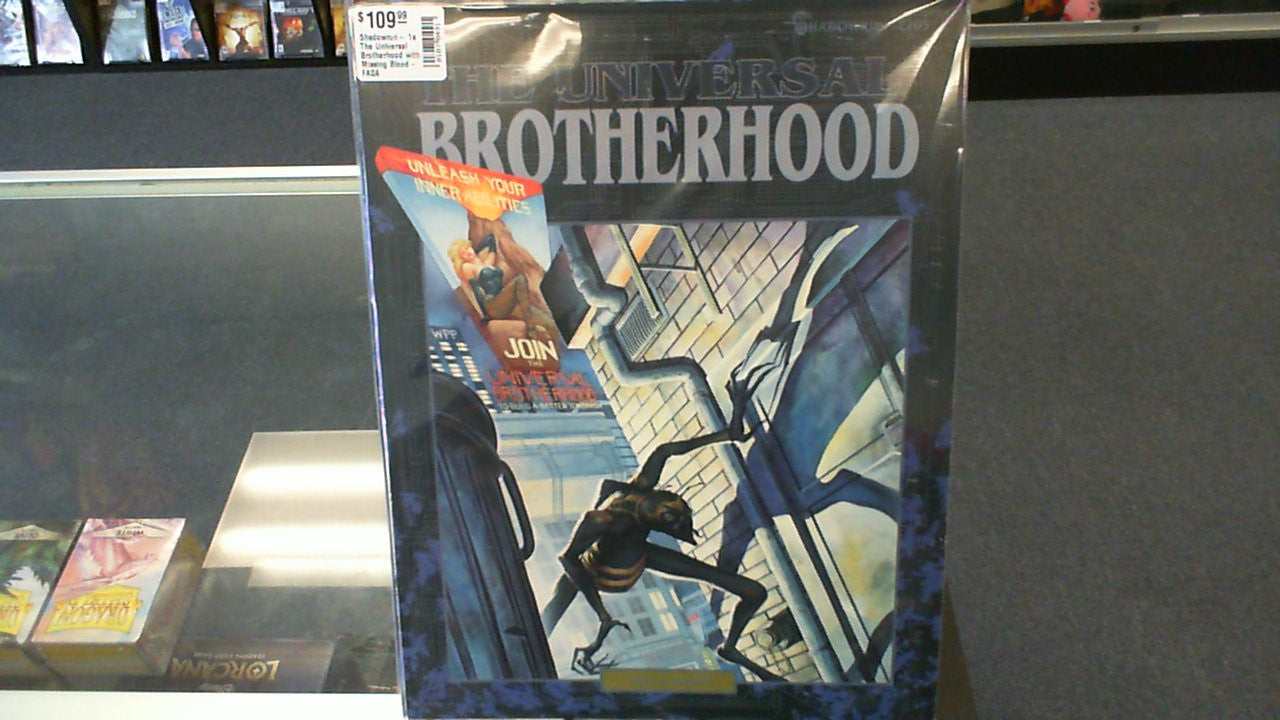 $109.99
Shadowrun - 1e
The Universal
Brotherhood with
Missing Blood -
FASA
THE UNIVERSAL
BROTHERHOOD
UNLEASH YOUR
INNER ABILITIES
WPP
JOIN
THE
UNIVERSAL
BROTHERHOOD
DRAGON
LORCANA